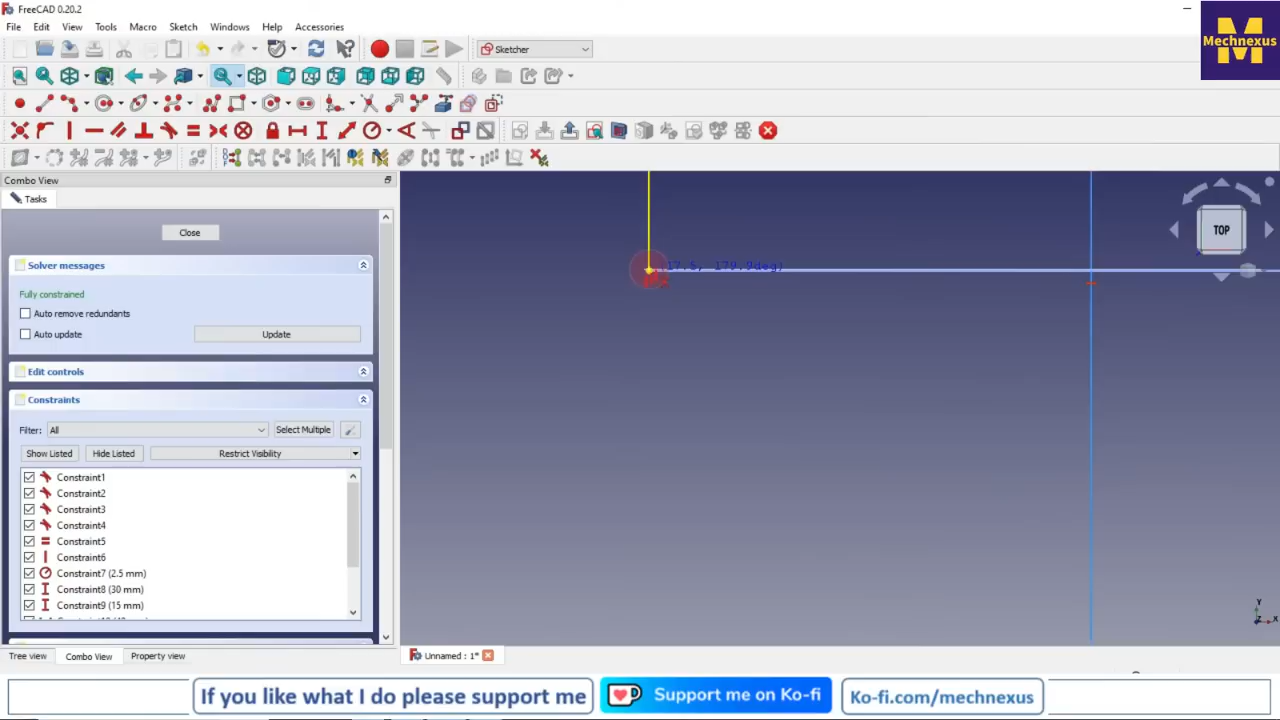 FreeCAD 0.20.2
File Edit View Tools Macro Sketch Windows Help Accessories
Mechnexus
Sketcher
Combo View
Tasks
Close
Solver messages
Fully constrained
Auto remove redundants
Auto update
Update
Edit controls
Constraints
Filter: All Select Multiple
Show Listed Hide Listed Restrict Visibility
Constraint1
Constraint2
Constraint3
Constraint4
Constraint5
Constraint6
Constraint7 (2.5 mm)
Constraint8 (30 mm)
Constraint9 (15 mm)
(17.5, 179.9deg)
TOP
Y
Z X
Tree view Combo View Property view
Unnamed : 1*
If you like what I do please support me
Support me on Ko-fi
Ko-fi.com/mechnexus